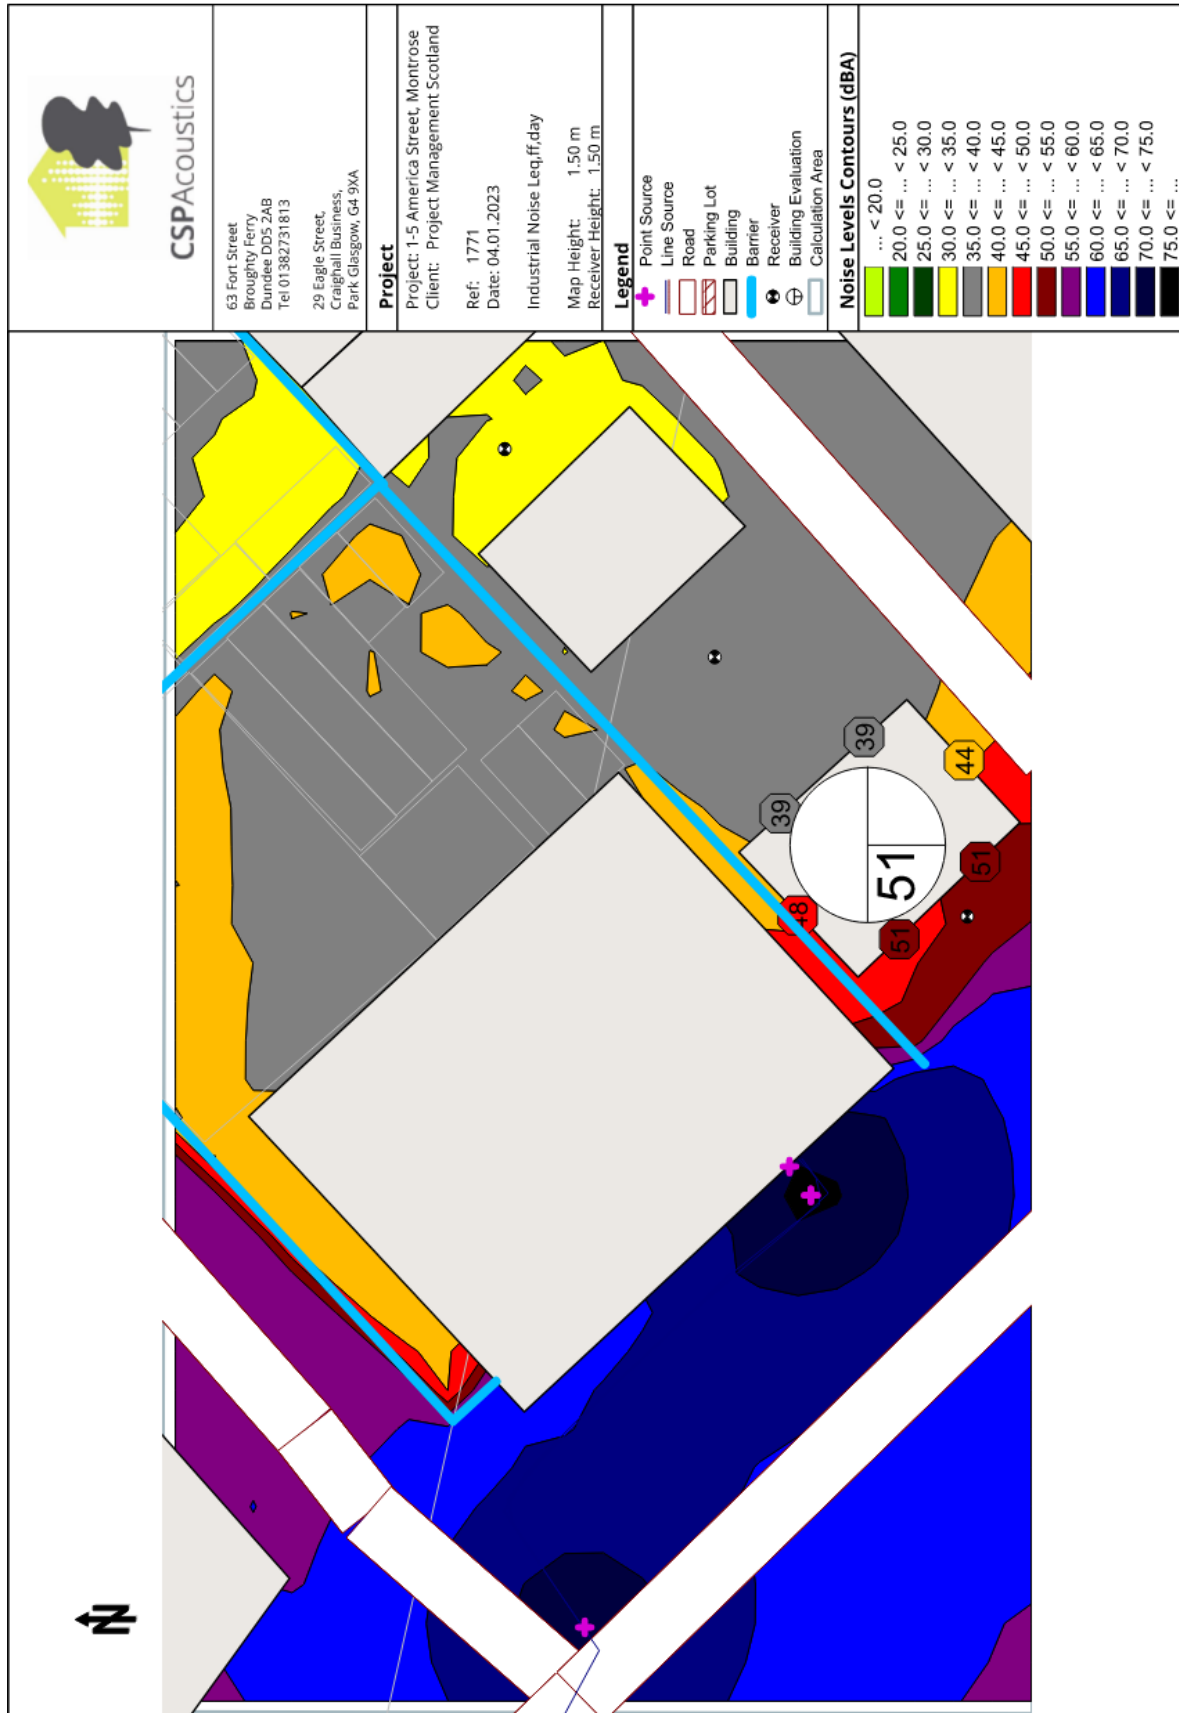 CSPAcoustics
63 Fort Street
Broughty Ferry
Dundee DD5 2AB
Tel 01382731813
29 Eagle Street,
Craighall Business,
Park Glasgow, G4 9XA
Project
Project: 1-5 America Street, Montrose
Client: Project Management Scotland
Ref: 1771
Date: 04.01.2023
Industrial Noise Leq,ff,day
Map Height: 1.50 m
Receiver Height: 1.50 m
Legend
Point Source
Line Source
Road
Parking Lot
Building
Barrier
Receiver
Building Evaluation
Calculation Area
Noise Levels Contours (dBA)
... < 20.0
20.0 <= ... < 25.0
25.0 <= ... < 30.0
30.0 <= ... < 35.0
35.0 <= ... < 40.0
40.0 <= ... < 45.0
45.0 <= ... < 50.0
50.0 <= ... < 55.0
55.0 <= ... < 60.0
60.0 <= ... < 65.0
65.0 <= ... < 70.0
70.0 <= ... < 75.0
75.0 <= ...
39
39
44
48
51
51
51
N